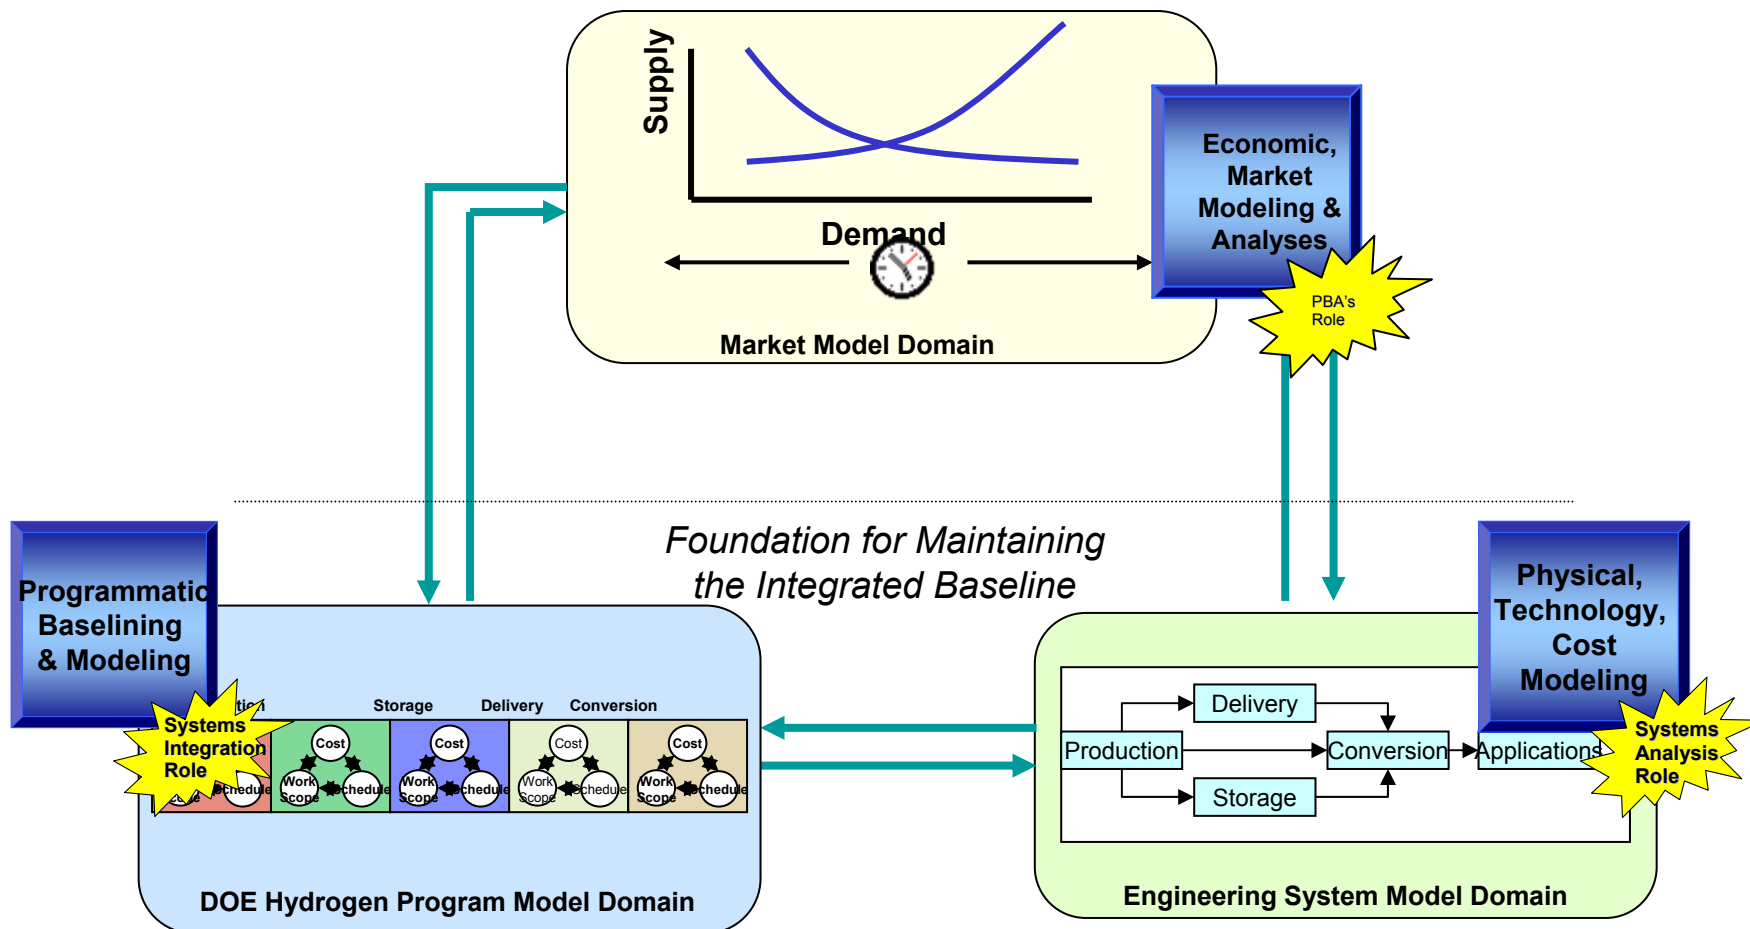 Supply
Demand
Market Model Domain
Economic,
Market
Modeling &
Analyses
PBA's
Role
Foundation for Maintaining
the Integrated Baseline
Programmatic
Baselining
& Modeling
Systems
Integration
Role
Storage
Delivery
Conversion
Schedule
Cost
Work
Scope
Schedule
Cost
Work
Scope
Schedule
Cost
Work
Scope
Schedule
Cost
Work
Scope
Schedule
DOE Hydrogen Program Model Domain
Physical,
Technology,
Cost
Modeling
Systems
Analysis
Role
Delivery
Production
Conversion
Applications
Storage
Engineering System Model Domain